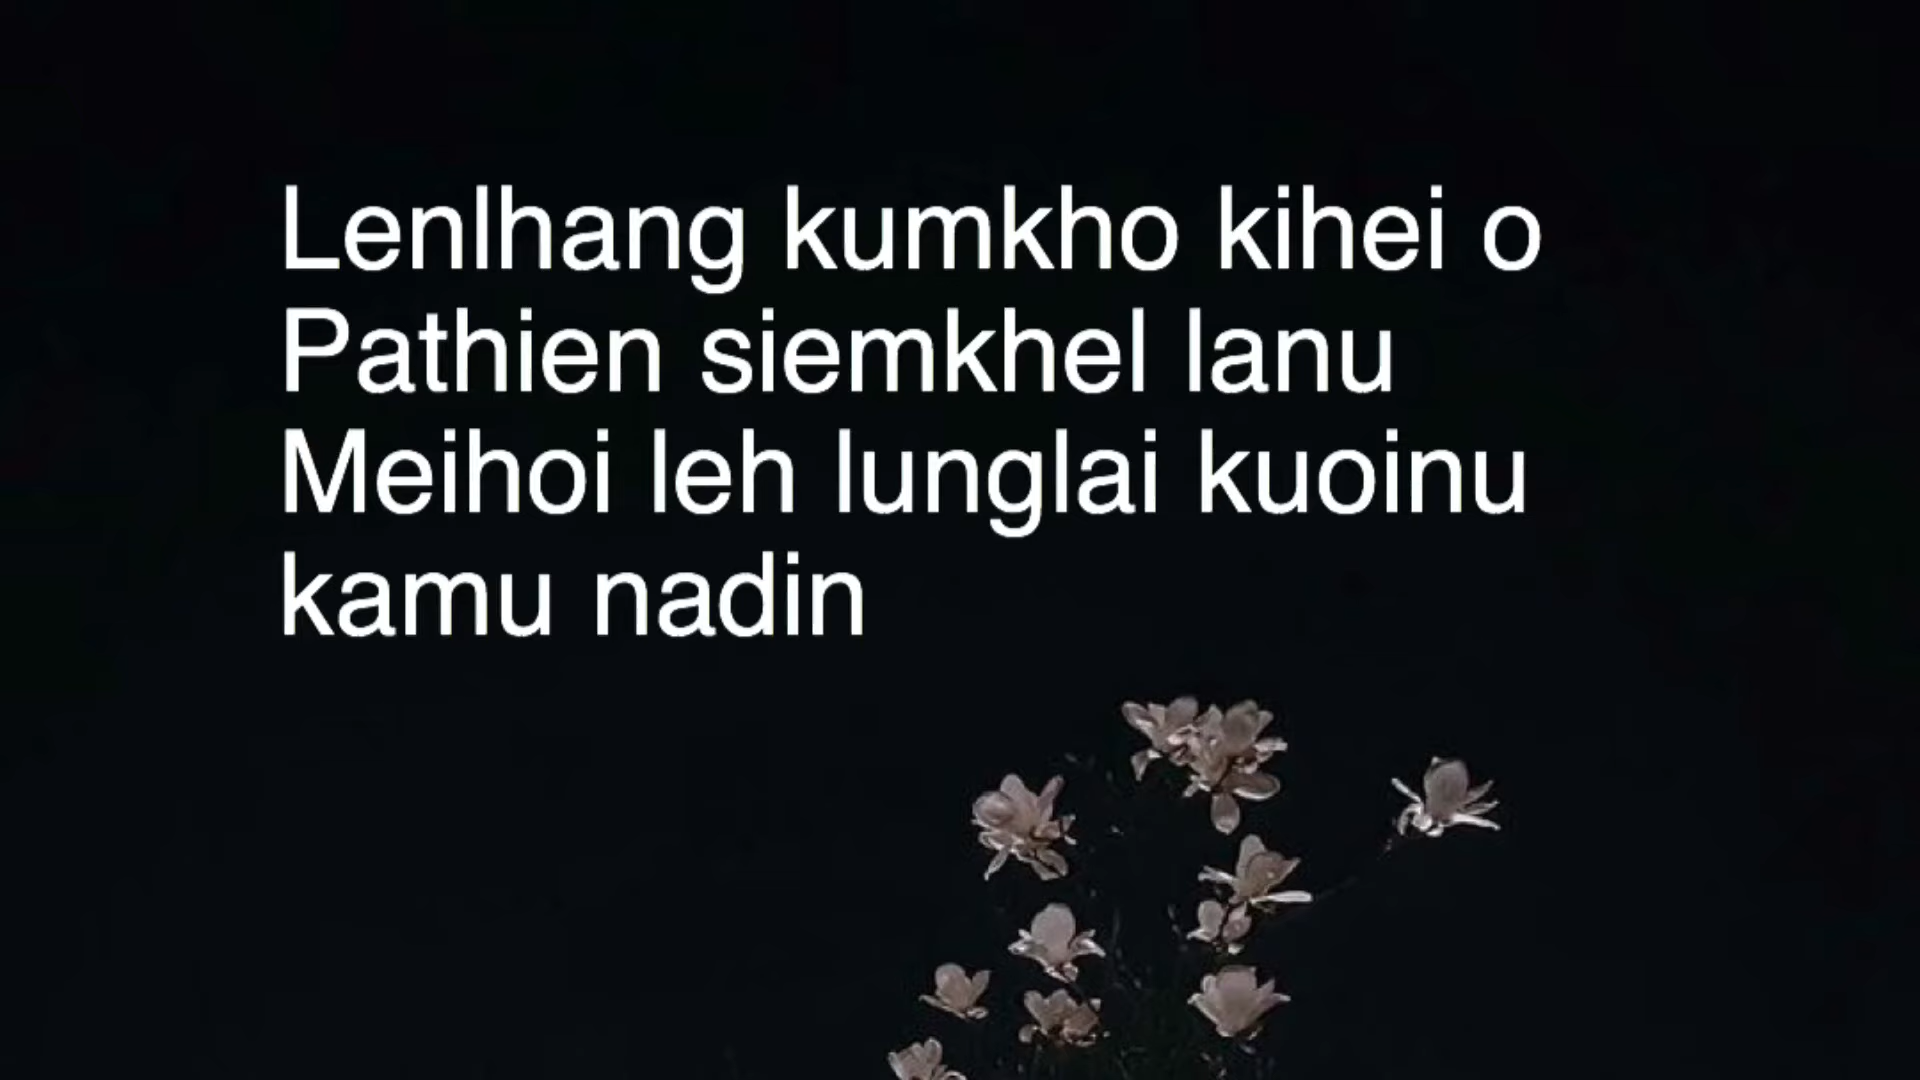 Lenlhang kumkho kihei o
Pathien siemkhel lanu
Meihoi leh lunglai kuoinu
kamu nadin